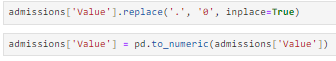 admissions['Value'].replace('.', '0', inplace=True)
admissions['Value'] = pd.to_numeric(admissions['Value'])